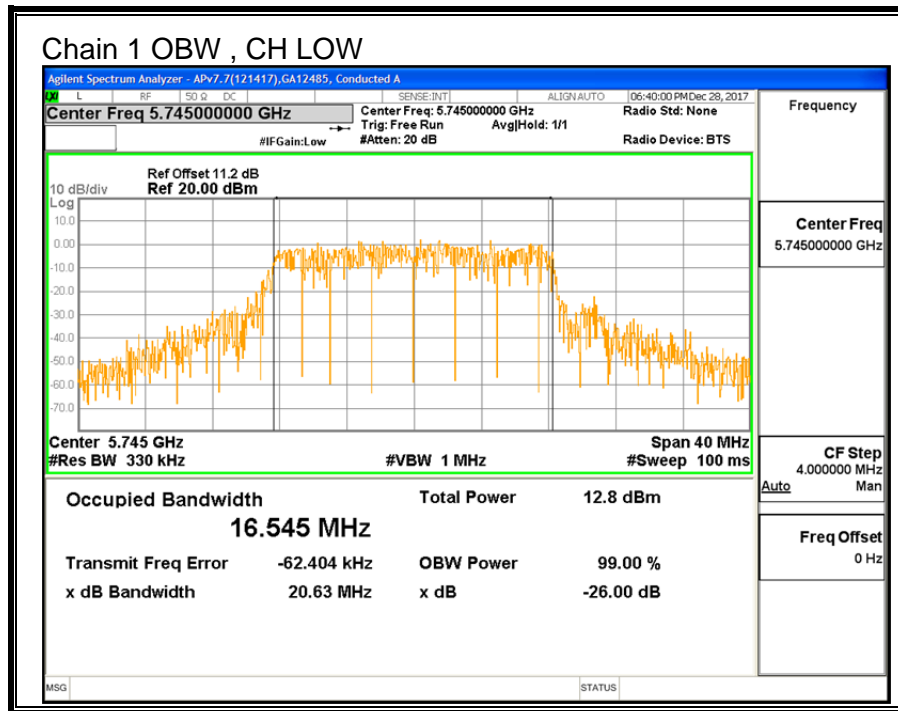 Chain 1 OBW , CH LOW
Agilent Spectrum Analyzer - APv7.7(121417),GA12485, Conducted A
LXI L RF 50 Ω DC SENSE:INT ALIGN AUTO 06:40:00 PM Dec 28, 2017
Center Freq 5.745000000 GHz
Center Freq: 5.745000000 GHz
Radio Std: None
Trig: Free Run Avg|Hold: 1/1
#IFGain:Low #Atten: 20 dB Radio Device: BTS
Ref Offset 11.2 dB
10 dB/div Ref 20.00 dBm
Log
10.0
0.00
-10.0
-20.0
-30.0
-40.0
-50.0
-60.0
-70.0
Center 5.745 GHz Span 40 MHz
#Res BW 330 kHz #VBW 1 MHz #Sweep 100 ms
Occupied Bandwidth Total Power 12.8 dBm
16.545 MHz
Transmit Freq Error -62.404 kHz OBW Power 99.00 %
x dB Bandwidth 20.63 MHz x dB -26.00 dB
MSG STATUS
Frequency
Center Freq
5.745000000 GHz
CF Step
4.000000 MHz
Auto Man
Freq Offset
0 Hz